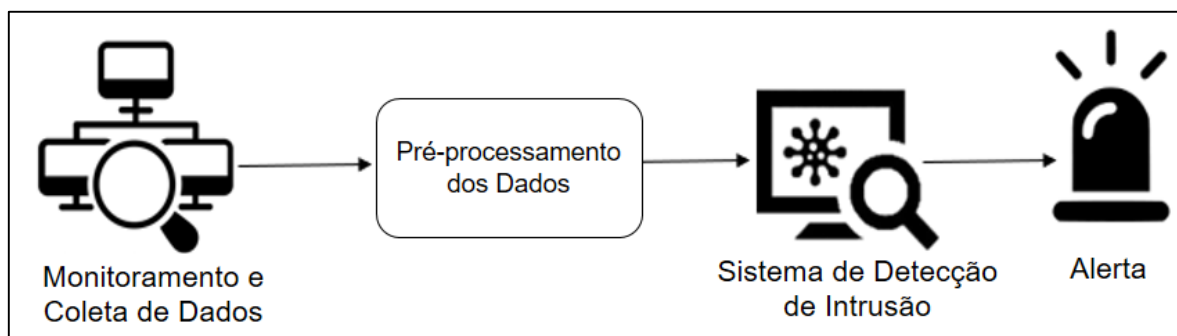 Monitoramento e
Coleta de Dados
Pré-processamento
dos Dados
Sistema de Detecção
de Intrusão
Alerta